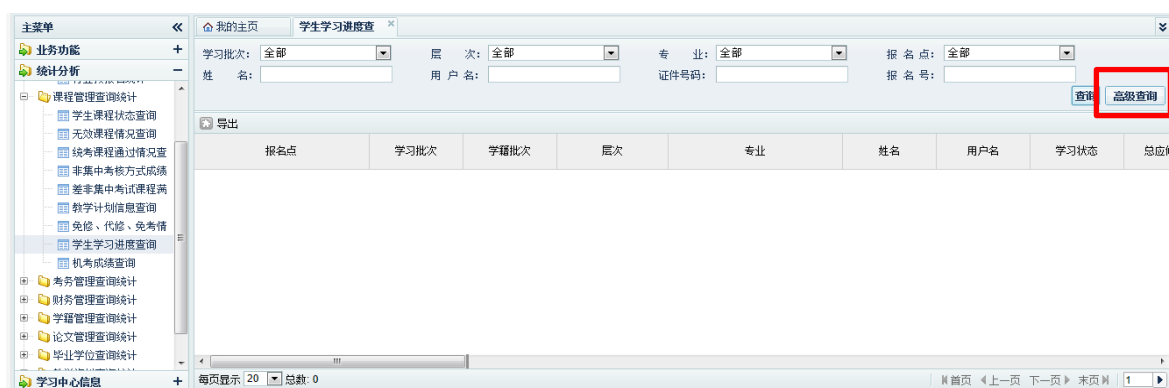 主菜单 « 我的主页 学生学习进度查 ×
业务功能 +
统计分析 −
课程管理查询统计
学生课程状态查询
无效课程情况查询
统考课程通过情况查
非集中考核方式成绩
差非集中考试课程满
教学计划信息查询
免修、代修、免考情
学生学习进度查询
机考成绩查询
考务管理查询统计
财务管理查询统计
学籍管理查询统计
论文管理查询统计
毕业学位查询统计
学习中心信息 +
学习批次: 全部 层 次: 全部 专 业: 全部 报 名 点: 全部
姓 名: 用 户 名: 证件号码: 报 名 号:
查询 高级查询
导出
报名点 学习批次 学籍批次 层次 专业 姓名 用户名 学习状态 总应
每页显示 20 总数: 0 首页 上一页 下一页 末页 1